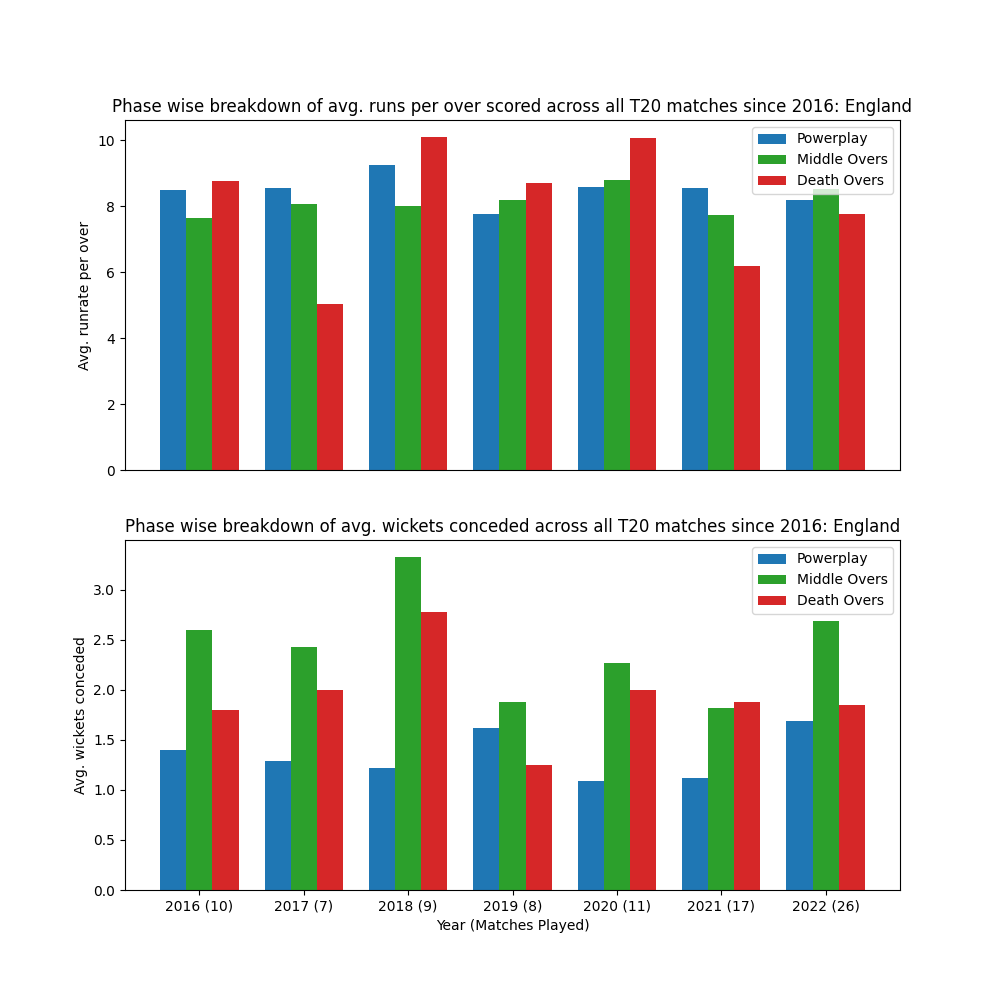 Phase wise breakdown of avg. runs per over scored across all T20 matches since 2016: England
Avg. runrate per over
10
8
6
4
2
0
Powerplay
Middle Overs
Death Overs
Phase wise breakdown of avg. wickets conceded across all T20 matches since 2016: England
Avg. wickets conceded
3.0
2.5
2.0
1.5
1.0
0.5
0.0
Powerplay
Middle Overs
Death Overs
2016 (10) 2017 (7) 2018 (9) 2019 (8) 2020 (11) 2021 (17) 2022 (26)
Year (Matches Played)